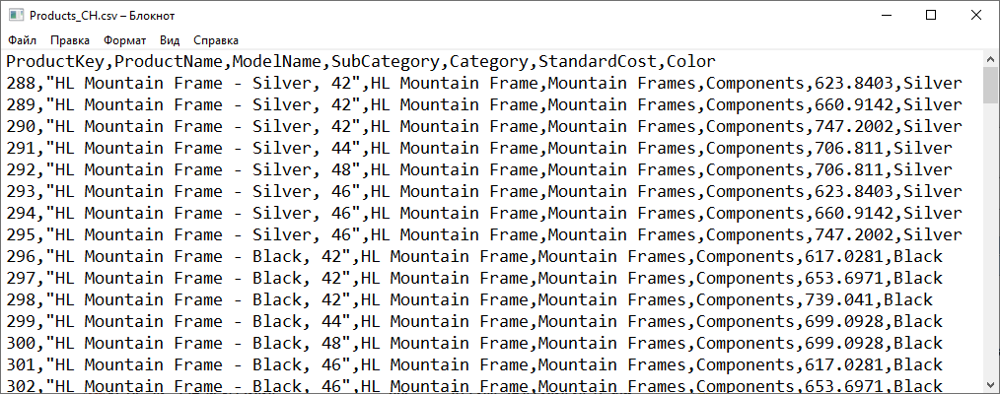 Products_CH.csv – Блокнот
Файл Правка Формат Вид Справка
ProductKey,ProductName,ModelName,SubCategory,Category,StandardCost,Color
288,"HL Mountain Frame - Silver, 42",HL Mountain Frame,Mountain Frames,Components,623.8403,Silver
289,"HL Mountain Frame - Silver, 42",HL Mountain Frame,Mountain Frames,Components,660.9142,Silver
290,"HL Mountain Frame - Silver, 42",HL Mountain Frame,Mountain Frames,Components,747.2002,Silver
291,"HL Mountain Frame - Silver, 44",HL Mountain Frame,Mountain Frames,Components,706.811,Silver
292,"HL Mountain Frame - Silver, 48",HL Mountain Frame,Mountain Frames,Components,706.811,Silver
293,"HL Mountain Frame - Silver, 46",HL Mountain Frame,Mountain Frames,Components,623.8403,Silver
294,"HL Mountain Frame - Silver, 46",HL Mountain Frame,Mountain Frames,Components,660.9142,Silver
295,"HL Mountain Frame - Silver, 46",HL Mountain Frame,Mountain Frames,Components,747.2002,Silver
296,"HL Mountain Frame - Black, 42",HL Mountain Frame,Mountain Frames,Components,617.0281,Black
297,"HL Mountain Frame - Black, 42",HL Mountain Frame,Mountain Frames,Components,653.6971,Black
298,"HL Mountain Frame - Black, 42",HL Mountain Frame,Mountain Frames,Components,739.041,Black
299,"HL Mountain Frame - Black, 44",HL Mountain Frame,Mountain Frames,Components,699.0928,Black
300,"HL Mountain Frame - Black, 48",HL Mountain Frame,Mountain Frames,Components,699.0928,Black
301,"HL Mountain Frame - Black, 46",HL Mountain Frame,Mountain Frames,Components,617.0281,Black
302,"HL Mountain Frame - Black, 46",HL Mountain Frame,Mountain Frames,Components,653.6971,Black